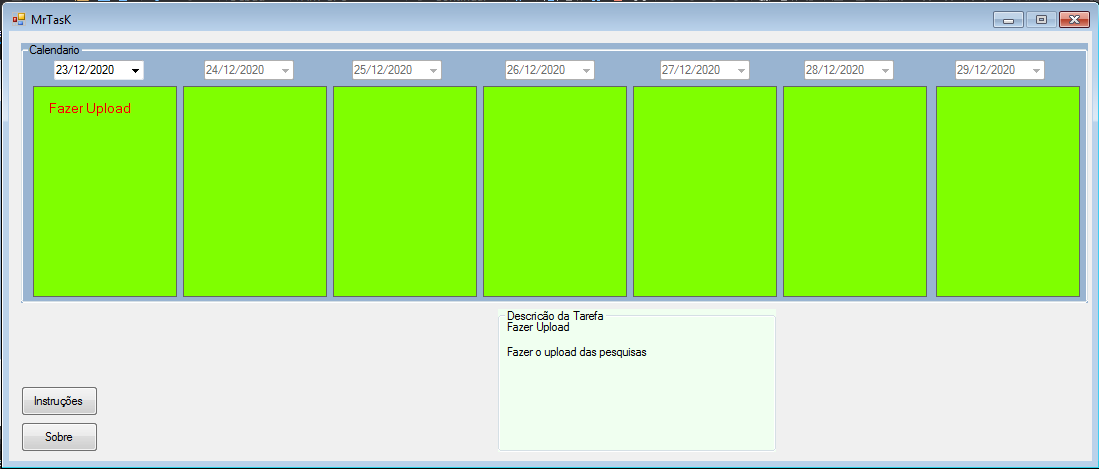 MrTasK
Calendario
23/12/2020 24/12/2020 25/12/2020 26/12/2020 27/12/2020 28/12/2020 29/12/2020
Fazer Upload
Descricão da Tarefa
Fazer Upload
Fazer o upload das pesquisas
Instruções
Sobre